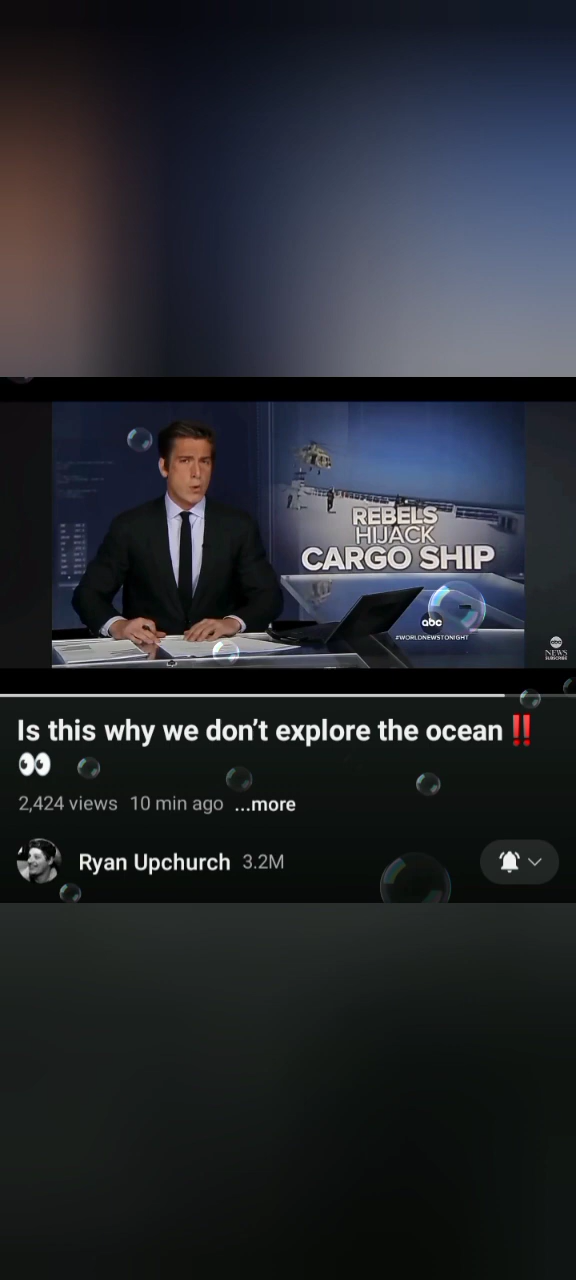 REBELS
HIJACK
CARGO SHIP
abc
#WORLDNEWSTONIGHT
abc
NEWS
SUBSCRIBE
Is this why we don’t explore the ocean‼️
👀
2,424 views 10 min ago ...more
Ryan Upchurch 3.2M